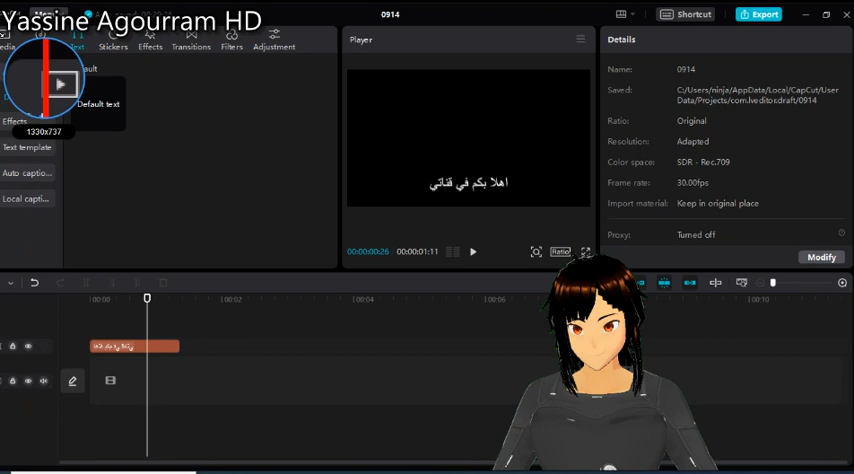 Yassine Agourram HD
0914
Shortcut
Export
Text
Stickers
Effects
Transitions
Filters
Adjustment
Default text
Effects
1330x737
Text template
Auto captio...
Local capti...
Player
اهلا بكم في قناتي
00:00:00:26
00:00:01:11
Ratio
Details
Name: 0914
Saved: C:/Users/ninja/AppData/Local/CapCut/User
Data/Projects/com.lveditor.draft/0914
Ratio: Original
Resolution: Adapted
Color space: SDR - Rec.709
Frame rate: 30.00fps
Import material: Keep in original place
Proxy: Turned off
Modify
00:00
00:02
00:04
00:06
00:10